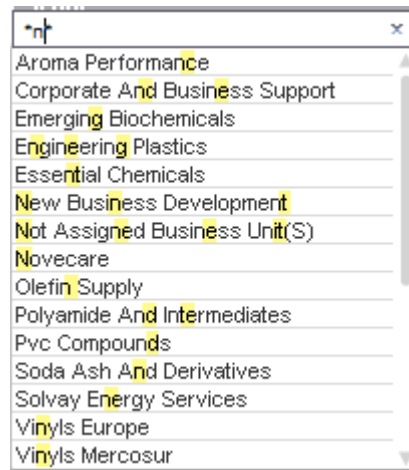 *n*
Aroma Performance
Corporate And Business Support
Emerging Biochemicals
Engineering Plastics
Essential Chemicals
New Business Development
Not Assigned Business Unit(S)
Novecare
Olefin Supply
Polyamide And Intermediates
Pvc Compounds
Soda Ash And Derivatives
Solvay Energy Services
Vinyls Europe
Vinyls Mercosur